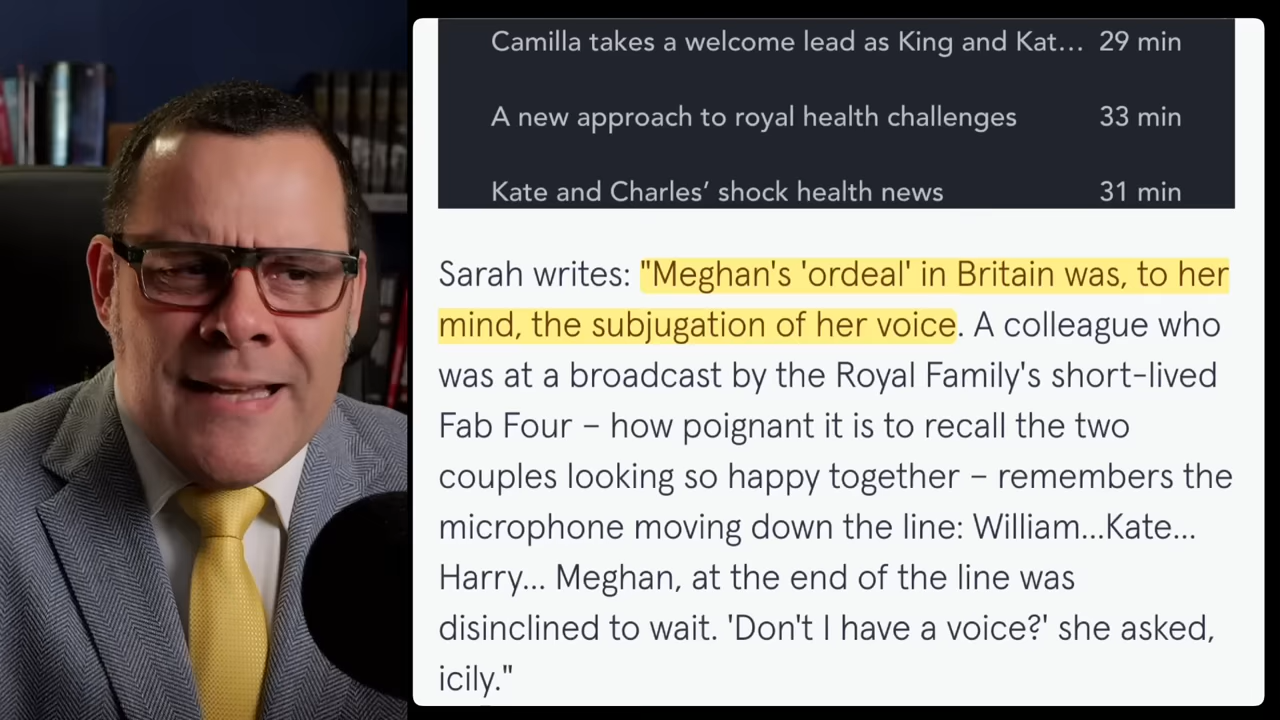 Camilla takes a welcome lead as King and Kat... 29 min
A new approach to royal health challenges 33 min
Kate and Charles’ shock health news 31 min
Sarah writes: "Meghan's 'ordeal' in Britain was, to her
mind, the subjugation of her voice. A colleague who
was at a broadcast by the Royal Family's short-lived
Fab Four – how poignant it is to recall the two
couples looking so happy together – remembers the
microphone moving down the line: William...Kate...
Harry... Meghan, at the end of the line was
disinclined to wait. 'Don't I have a voice?' she asked,
icily."